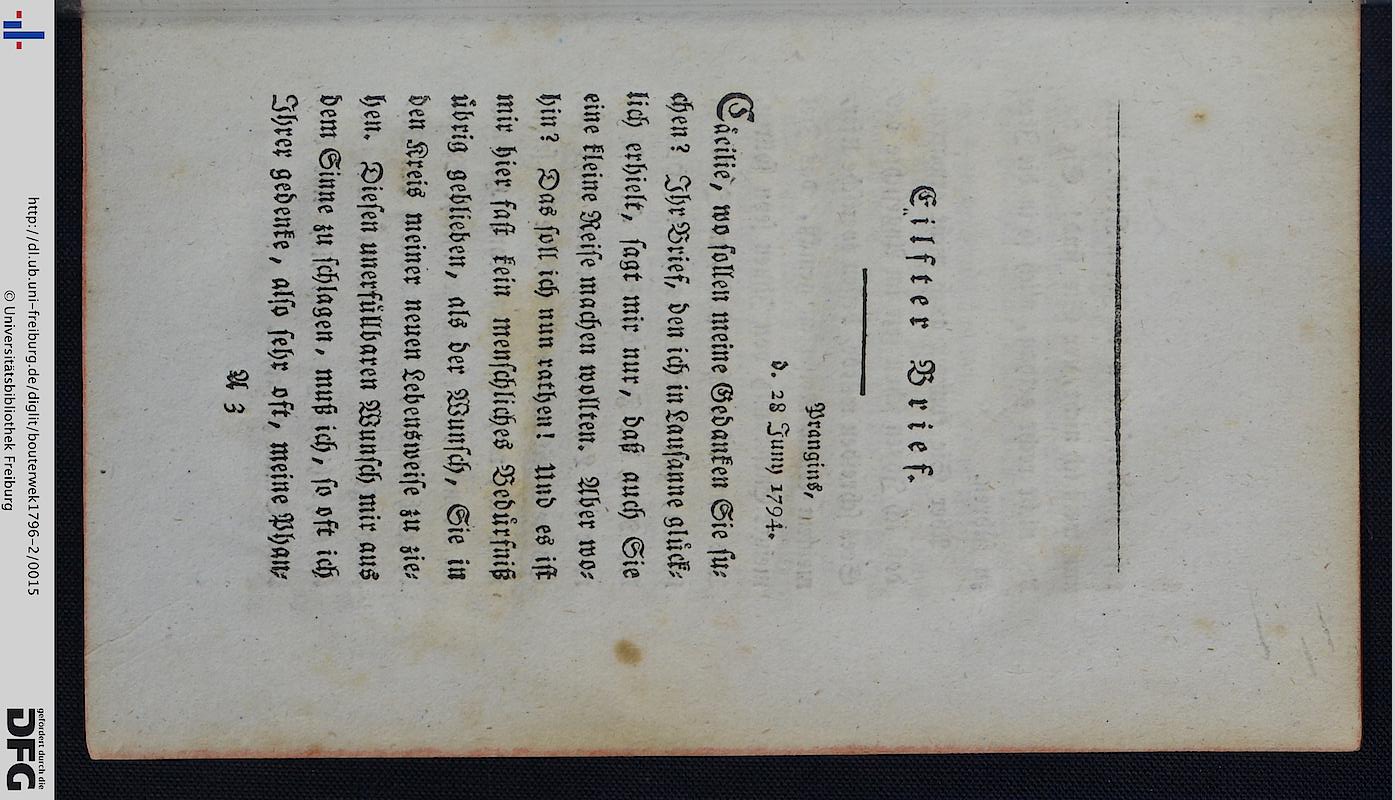 Eilfter Brief.
Prangins,
d. 28 Juny 1794.
Cäcilie, wo sollen meine Gedanken Sie su-
chen? Ihr Brief, den ich in Lausanne glück-
lich erhielt, sagt mir nur, daß auch Sie
eine kleine Reise machen wollten. Aber wo-
hin? Das soll ich nun rathen! Und es ist
mir hier fast kein menschliches Bedürfniß
übrig geblieben, als der Wunsch, Sie in
den Kreis meiner neuen Lebensweise zu zie-
hen. Diesen unerfüllbaren Wunsch mir aus
dem Sinne zu schlagen, muß ich, so oft ich
Ihrer gedenke, also sehr oft, meine Phan-
A 3
http://dl.ub.uni-freiburg.de/diglit/bouterwek1796-2/0015
© Universitätsbibliothek Freiburg
gefördert durch die
DFG